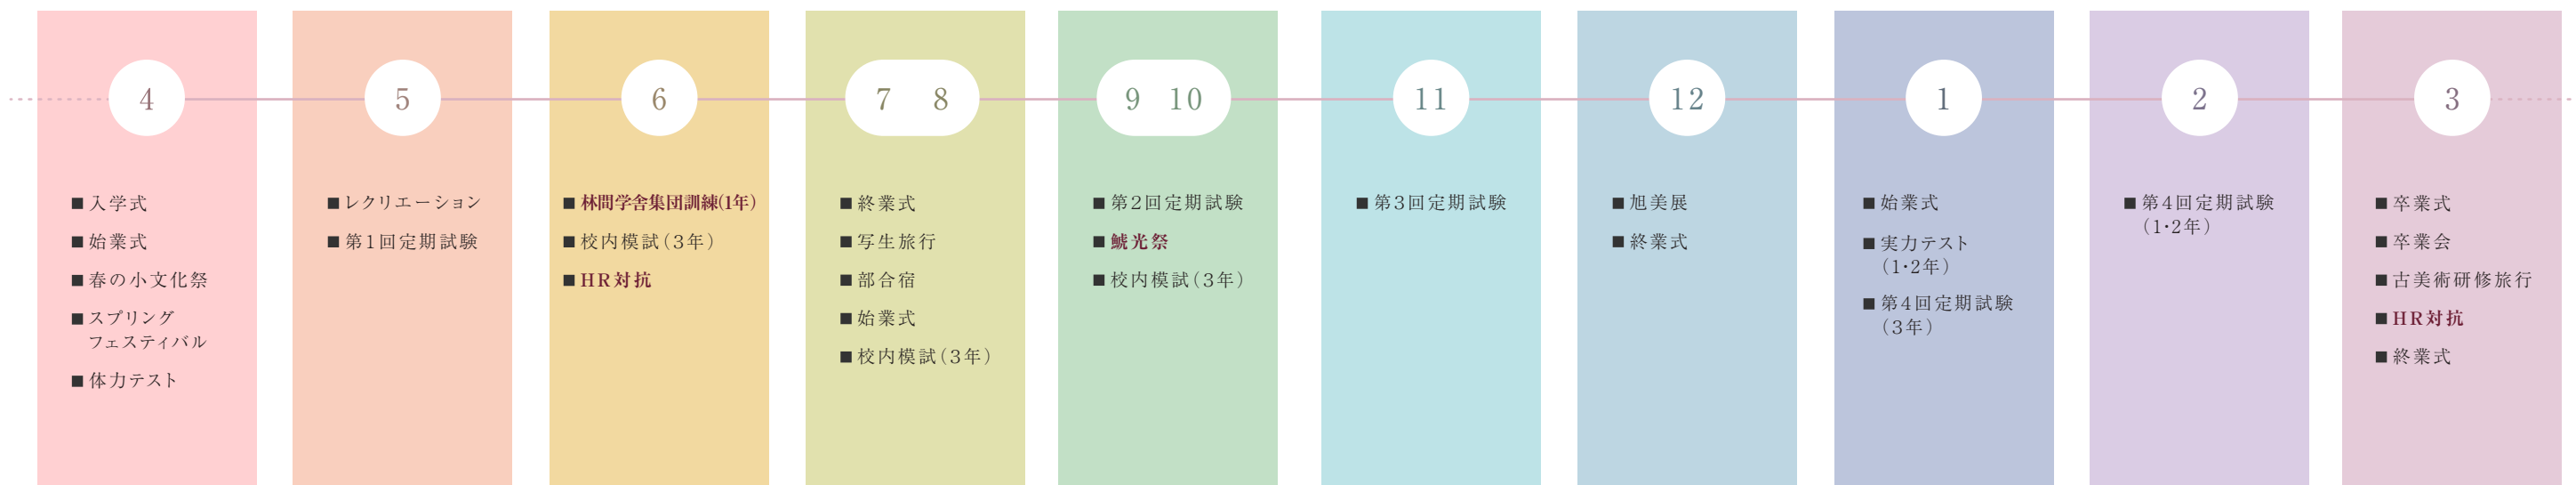 4
■ 入学式
■ 始業式
■ 春の小文化祭
■ スプリング
フェスティバル
■ 体力テスト
5
■ レクリエーション
■ 第1回定期試験
6
■ 林間学舎集団訓練(1年)
■ 校内模試(3年)
■ HR対抗
7 8
■ 終業式
■ 写生旅行
■ 部合宿
■ 始業式
■ 校内模試(3年)
9 10
■ 第2回定期試験
■ 鯱光祭
■ 校内模試(3年)
11
■ 第3回定期試験
12
■ 旭美展
■ 終業式
1
■ 始業式
■ 実力テスト
(1・2年)
■ 第4回定期試験
(3年)
2
■ 第4回定期試験
(1・2年)
3
■ 卒業式
■ 卒業会
■ 古美術研修旅行
■ HR対抗
■ 終業式